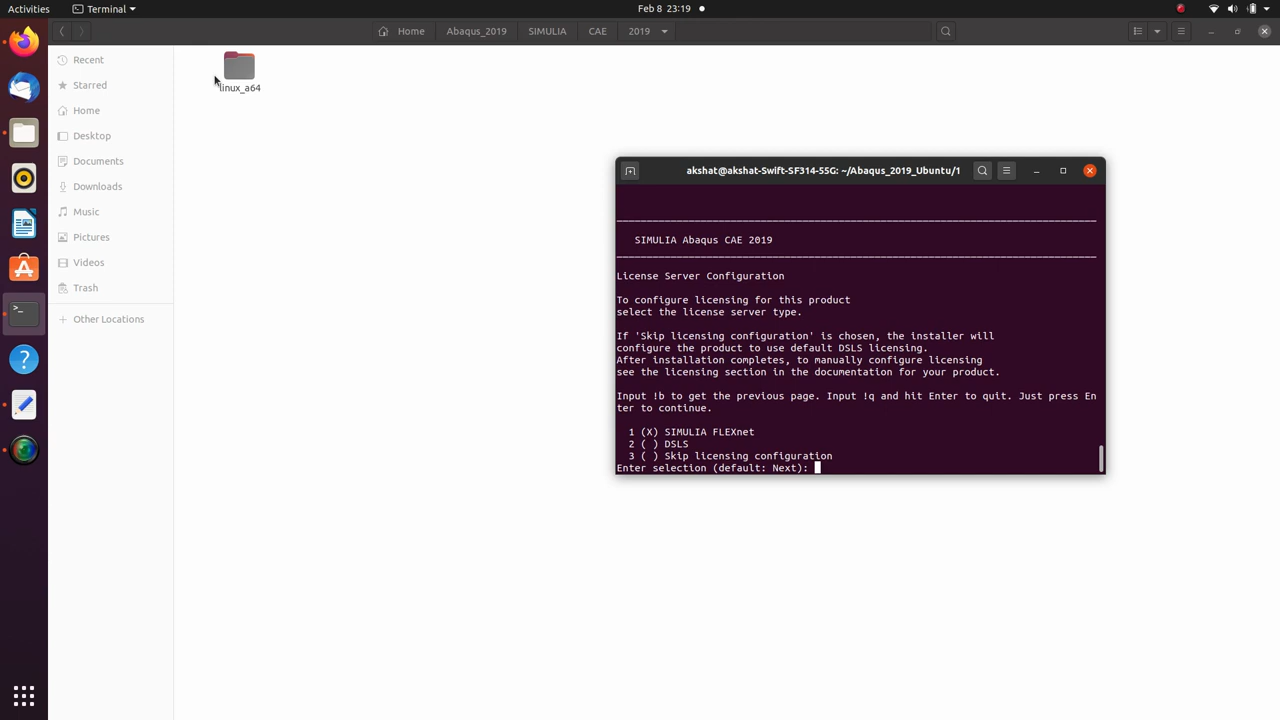 Activities
Terminal
Feb 8 23:19
Home
Abaqus_2019
SIMULIA
CAE
2019
Recent
Starred
Home
Desktop
Documents
Downloads
Music
Pictures
Videos
Trash
Other Locations
linux_a64
akshat@akshat-Swift-SF314-55G: ~/Abaqus_2019_Ubuntu/1
SIMULIA Abaqus CAE 2019
License Server Configuration
To configure licensing for this product
select the license server type.
If 'Skip licensing configuration' is chosen, the installer will
configure the product to use default DSLS licensing.
After installation completes, to manually configure licensing
see the licensing section in the documentation for your product.
Input !b to get the previous page. Input !q and hit Enter to quit. Just press En
ter to continue.
1 (X) SIMULIA FLEXnet
2 ( ) DSLS
3 ( ) Skip licensing configuration
Enter selection (default: Next):